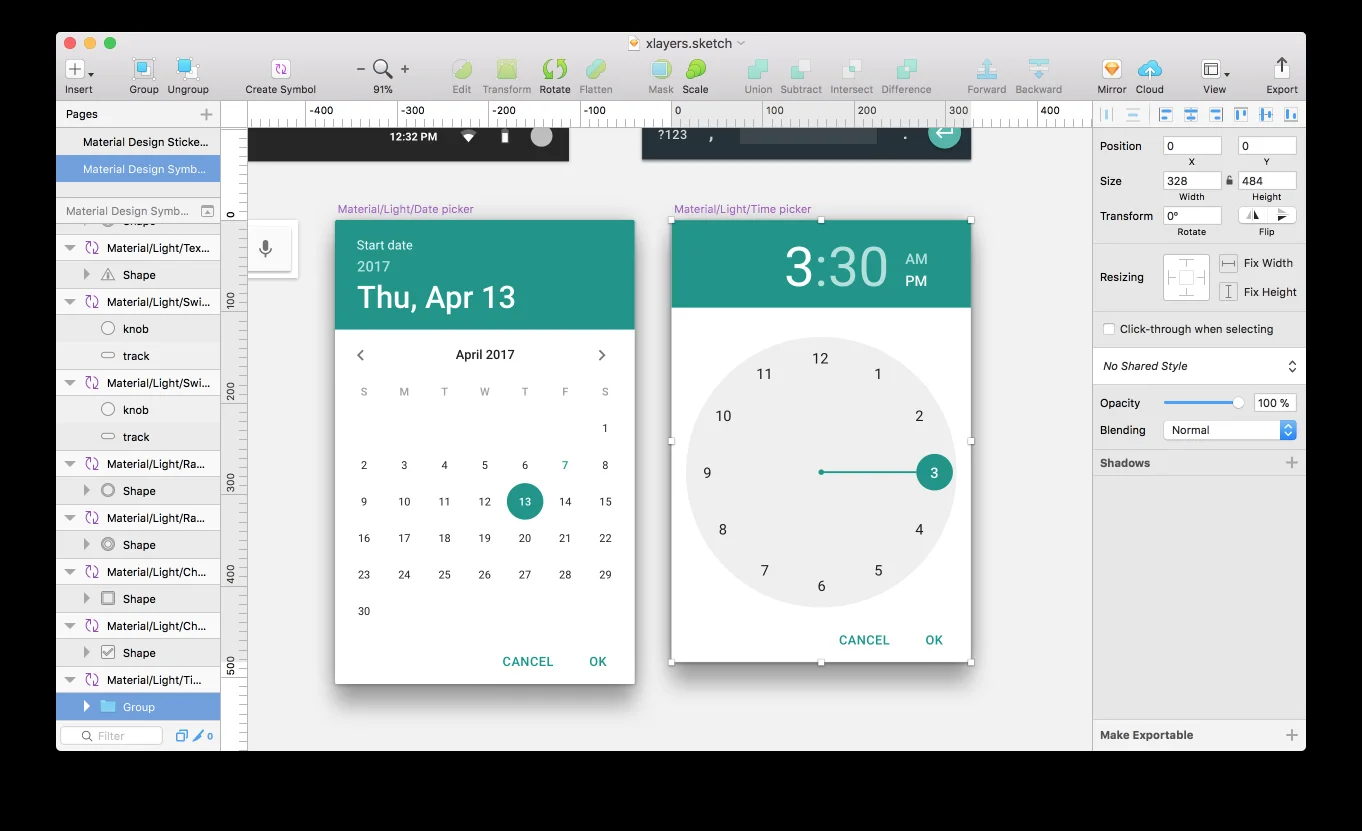 xlayers.sketch
Insert Group Ungroup Create Symbol 91% Edit Transform Rotate Flatten Mask Scale Union Subtract Intersect Difference Forward Backward Mirror Cloud View Export
Pages
Material Design Sticke...
Material Design Symb...
Material Design Symb...
Shape
Material/Light/Tex...
Shape
Material/Light/Swi...
knob
track
Material/Light/Swi...
knob
track
Material/Light/Ra...
Shape
Material/Light/Ra...
Shape
Material/Light/Ch...
Shape
Material/Light/Ch...
Shape
Material/Light/Ti...
Group
Filter 0
-400 -300 -200 -100 0 100 200 300 400
0
100
200
300
400
500
12:32 PM
?123 , .
Material/Light/Date picker
Start date
2017
Thu, Apr 13
April 2017
S M T W T F S
1
2 3 4 5 6 7 8
9 10 11 12 13 14 15
16 17 18 19 20 21 22
23 24 25 26 27 28 29
30
CANCEL OK
Material/Light/Time picker
3:30
AM
PM
12
11 1
10 2
9 3
8 4
7 5
6
CANCEL OK
Position 0 0
X Y
Size 328 484
Width Height
Transform 0°
Rotate Flip
Resizing Fix Width
Fix Height
Click-through when selecting
No Shared Style
Opacity 100 %
Blending Normal
Shadows
Make Exportable